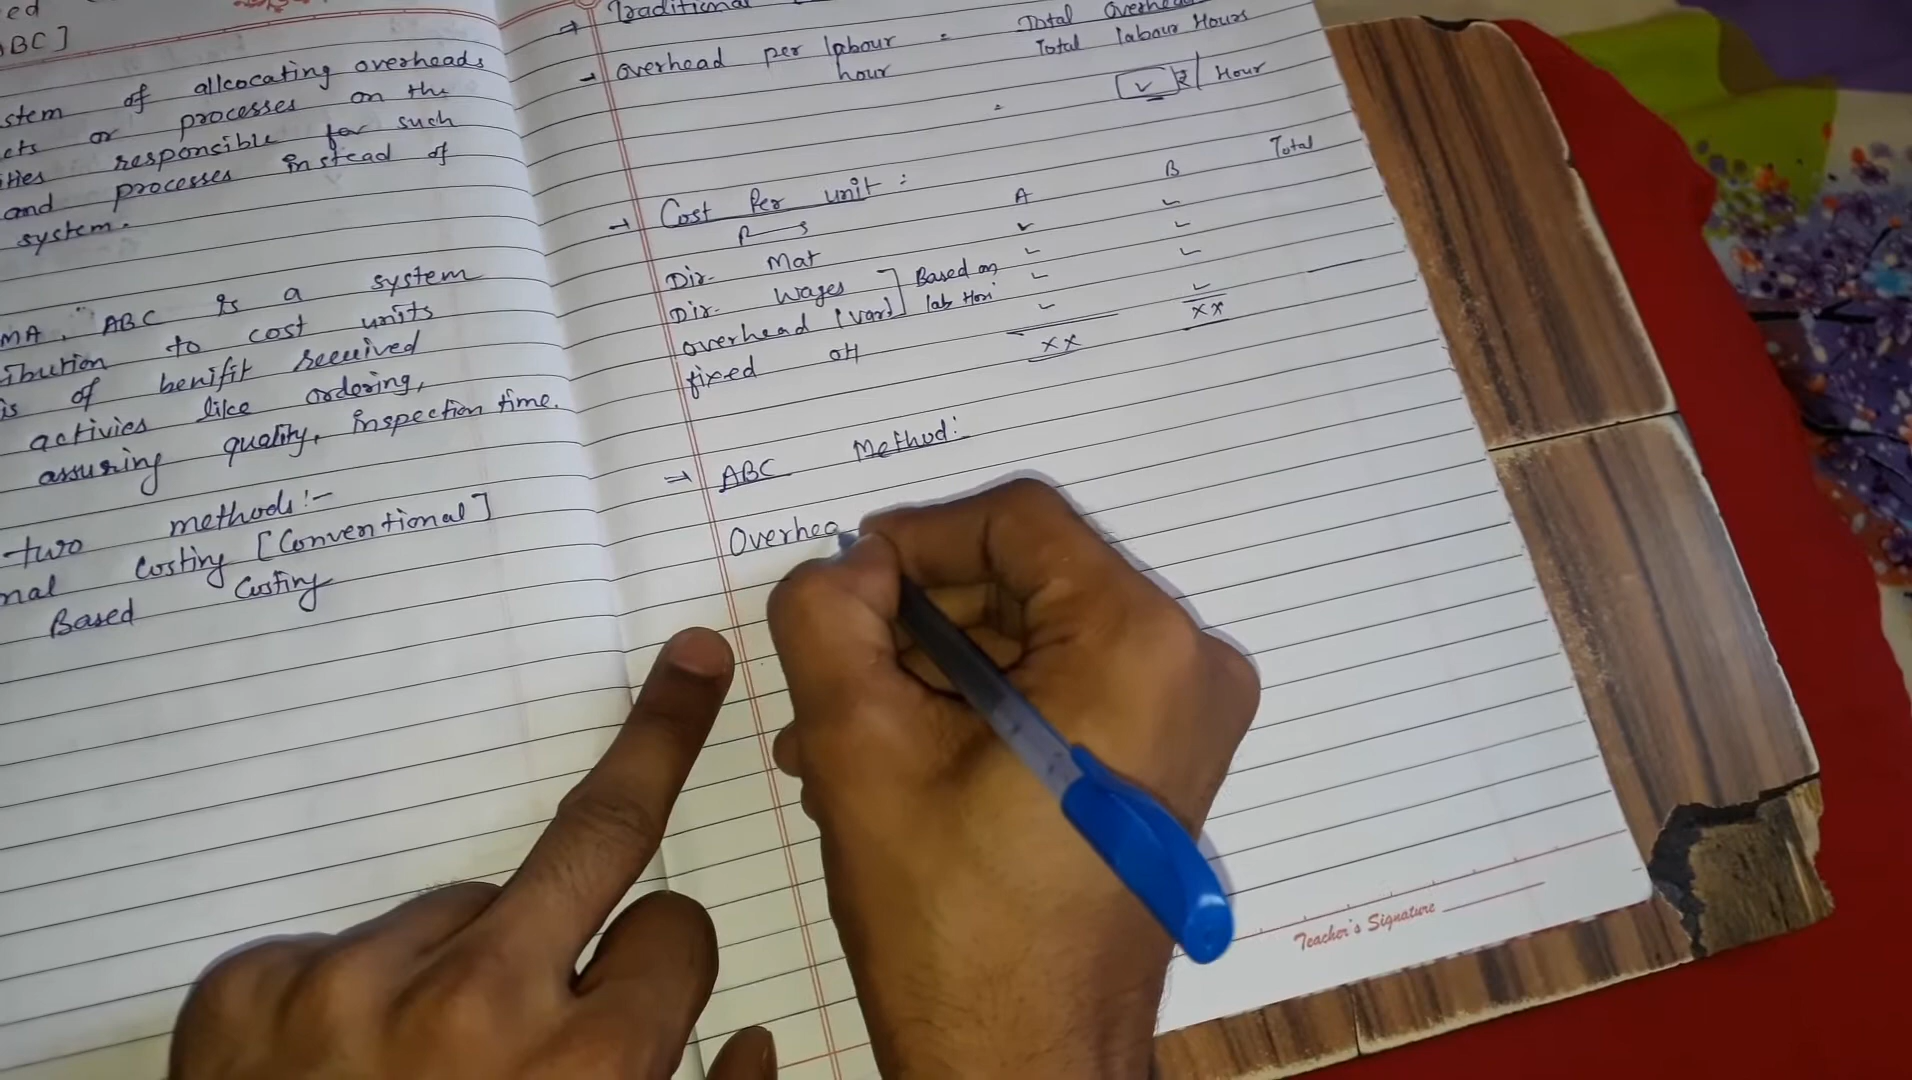 ed
BC]
stem of allcocating overheads
cts or processes on the
ities responsible for such
and processes instead of
system.
MA, " ABC is a system
ibution to cost units
is of benifit received
activies like ordering,
assuring quality, inspection time.
two methods:-
nal Costing [Conventional]
Based Costing
→ Traditional
→ overhead per labour hour = Total Overhea
Total labour Hours
= ✓ ₹/ Hour
→ Cost Per unit :
A B Total
Dir. Mat ✓ ✓
Dir. Wages ✓ ✓
overhead (var) ✓ ✓
Based on
lab Hori
fixed OH ✓ ✓
xx xx
→ ABC Method:
Overhea
Teacher's Signature